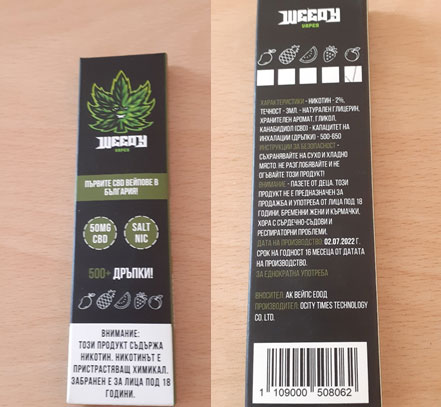 WEEDY
VAPES
ПЪРВИТЕ CBD ВЕЙПОВЕ В
БЪЛГАРИЯ!
50MG
CBD
SALT
NIC
500+ ДРЪПКИ!
ВНИМАНИЕ:
ТОЗИ ПРОДУКТ СЪДЪРЖА
НИКОТИН. НИКОТИНЪТ Е
ПРИСТРАСТЯВАЩ ХИМИКАЛ.
ЗАБРАНЕН Е ЗА ЛИЦА ПОД 18
ГОДИНИ.
WEEDY
VAPES
ХАРАКТЕРИСТИКИ - НИКОТИН - 2%,
ТЕЧНОСТ - 3МЛ. - НАТУРАЛЕН ГЛИЦЕРИН,
ХРАНИТЕЛЕН АРОМАТ, ГЛИКОЛ,
КАНАБИДИОЛ (CBD) - КАПАЦИТЕТ НА
ИНХАЛАЦИИ (ДРЪПКИ) - 500-650
ИНСТРУКЦИИ ЗА БЕЗОПАСНОСТ -
СЪХРАНЯВАЙТЕ НА СУХО И ХЛАДНО
МЯСТО. НЕ РАЗГЛОБЯВАЙТЕ И НЕ
ОГЪВАЙТЕ ТОЗИ ПРОДУКТ!
ВНИМАНИЕ - ПАЗЕТЕ ОТ ДЕЦА. ТОЗИ
ПРОДУКТ НЕ Е ПРЕДНАЗНАЧЕН ЗА
ПРОДАЖБА И УПОТРЕБА ОТ ЛИЦА ПОД 18
ГОДИНИ, БРЕМЕННИ ЖЕНИ И КЪРМАЧКИ,
ХОРА С СЪРДЕЧНО-СЪДОВИ И
РЕСПИРАТОРНИ ПРОБЛЕМИ.
ДАТА НА ПРОИЗВОДСТВО 02.07.2022 Г.
СРОК НА ГОДНОСТ 16 МЕСЕЦА ОТ ДАТАТА
НА ПРОИЗВОДСТВО.
ЗА ЕДНОКРАТНА УПОТРЕБА
ВНОСИТЕЛ: АК ВЕЙПС ЕООД
ПРОИЗВОДИТЕЛ: OCITY TIMES TECHNOLOGY
CO. LTD.
1 109000 508062